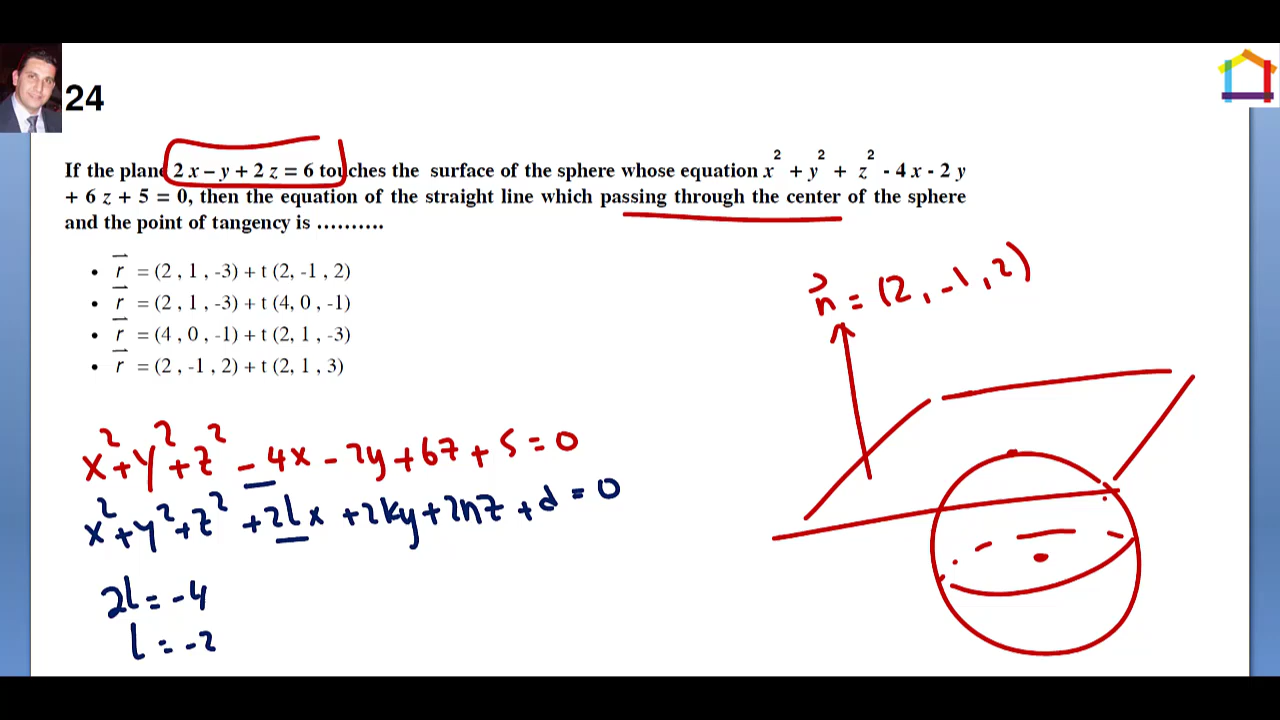 24
If the plane 2 x – y + 2 z = 6 touches the surface of the sphere whose equation x² + y² + z² - 4 x - 2 y
+ 6 z + 5 = 0, then the equation of the straight line which passing through the center of the sphere
and the point of tangency is ……….
• r⃗ = (2 , 1 , -3) + t (2, -1 , 2)
• r⃗ = (2 , 1 , -3) + t (4, 0 , -1)
• r⃗ = (4 , 0 , -1) + t (2, 1 , -3)
• r⃗ = (2 , -1 , 2) + t (2, 1 , 3)
n⃗ = (2, -1, 2)
x² + y² + z² - 4x - 2y + 6z + 5 = 0
x² + y² + z² + 2lx + 2ky + 2nz + d = 0
2l = -4
l = -2